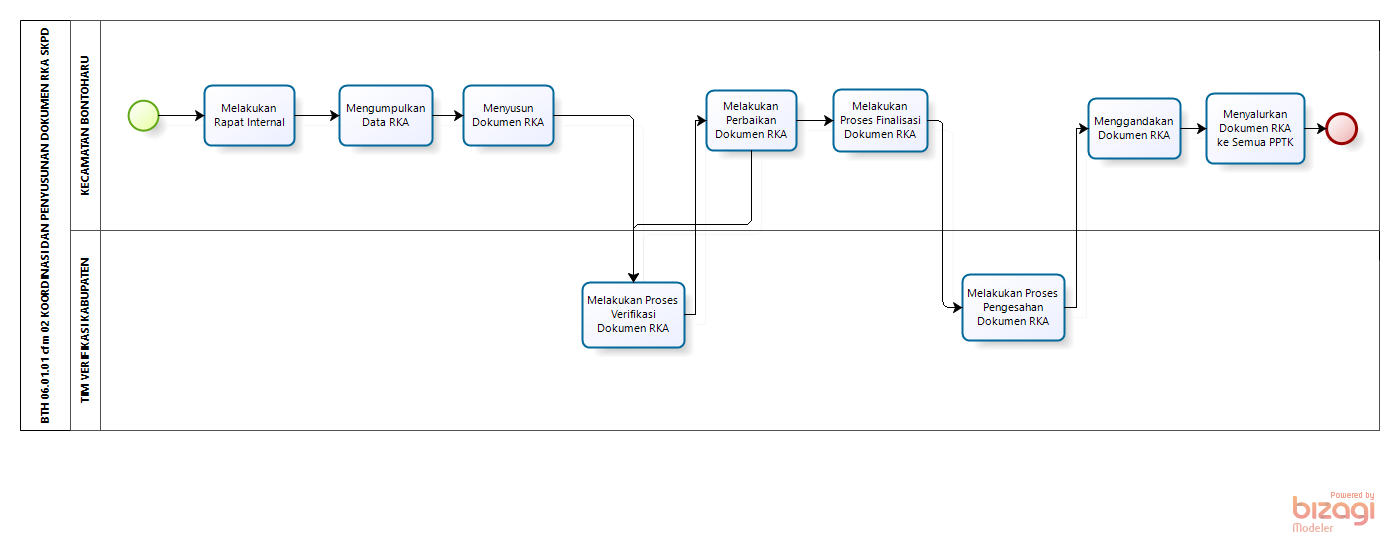 BTH 06.01.01 cfm 02 KOORDINASI DAN PENYUSUNAN DOKUMEN RKA SKPD
KECAMATAN BONTOHARU
Melakukan
Rapat Internal
Mengumpulkan
Data RKA
Menyusun
Dokumen RKA
Melakukan
Perbaikan
Dokumen RKA
Melakukan
Proses Finalisasi
Dokumen RKA
Menggandakan
Dokumen RKA
Menyalurkan
Dokumen RKA
ke Semua PPTK
TIM VERIFIKASI KABUPATEN
Melakukan Proses
Verifikasi
Dokumen RKA
Melakukan Proses
Pengesahan
Dokumen RKA
Powered by
bizagi
Modeler